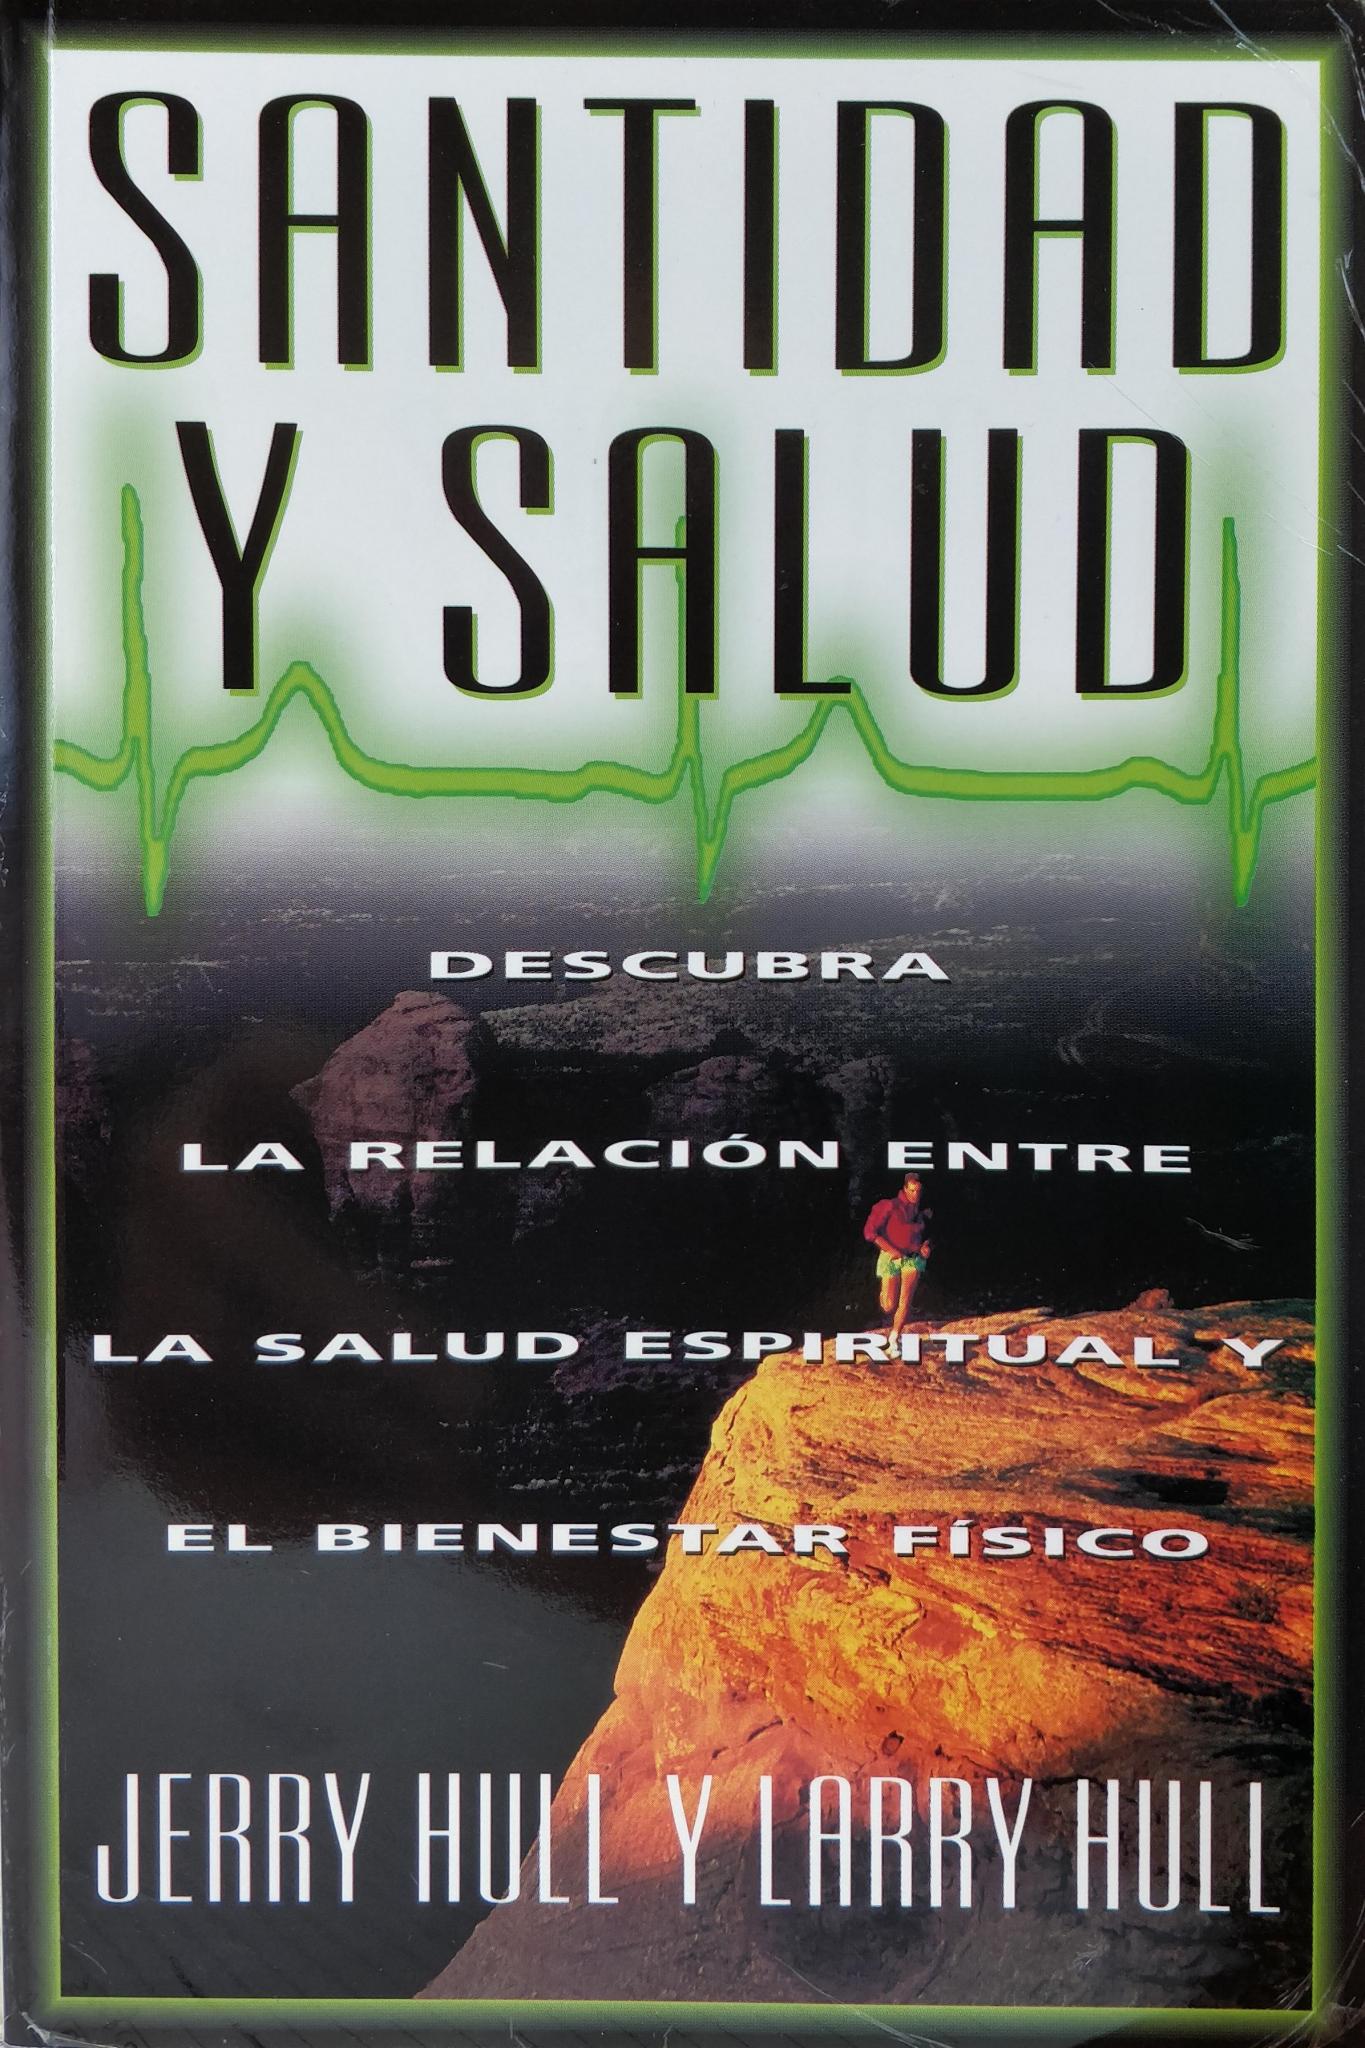 SANTIDAD
Y SALUD
DESCUBRA
LA RELACIÓN ENTRE
LA SALUD ESPIRITUAL Y
EL BIENESTAR FÍSICO
JERRY HULL Y LARRY HULL